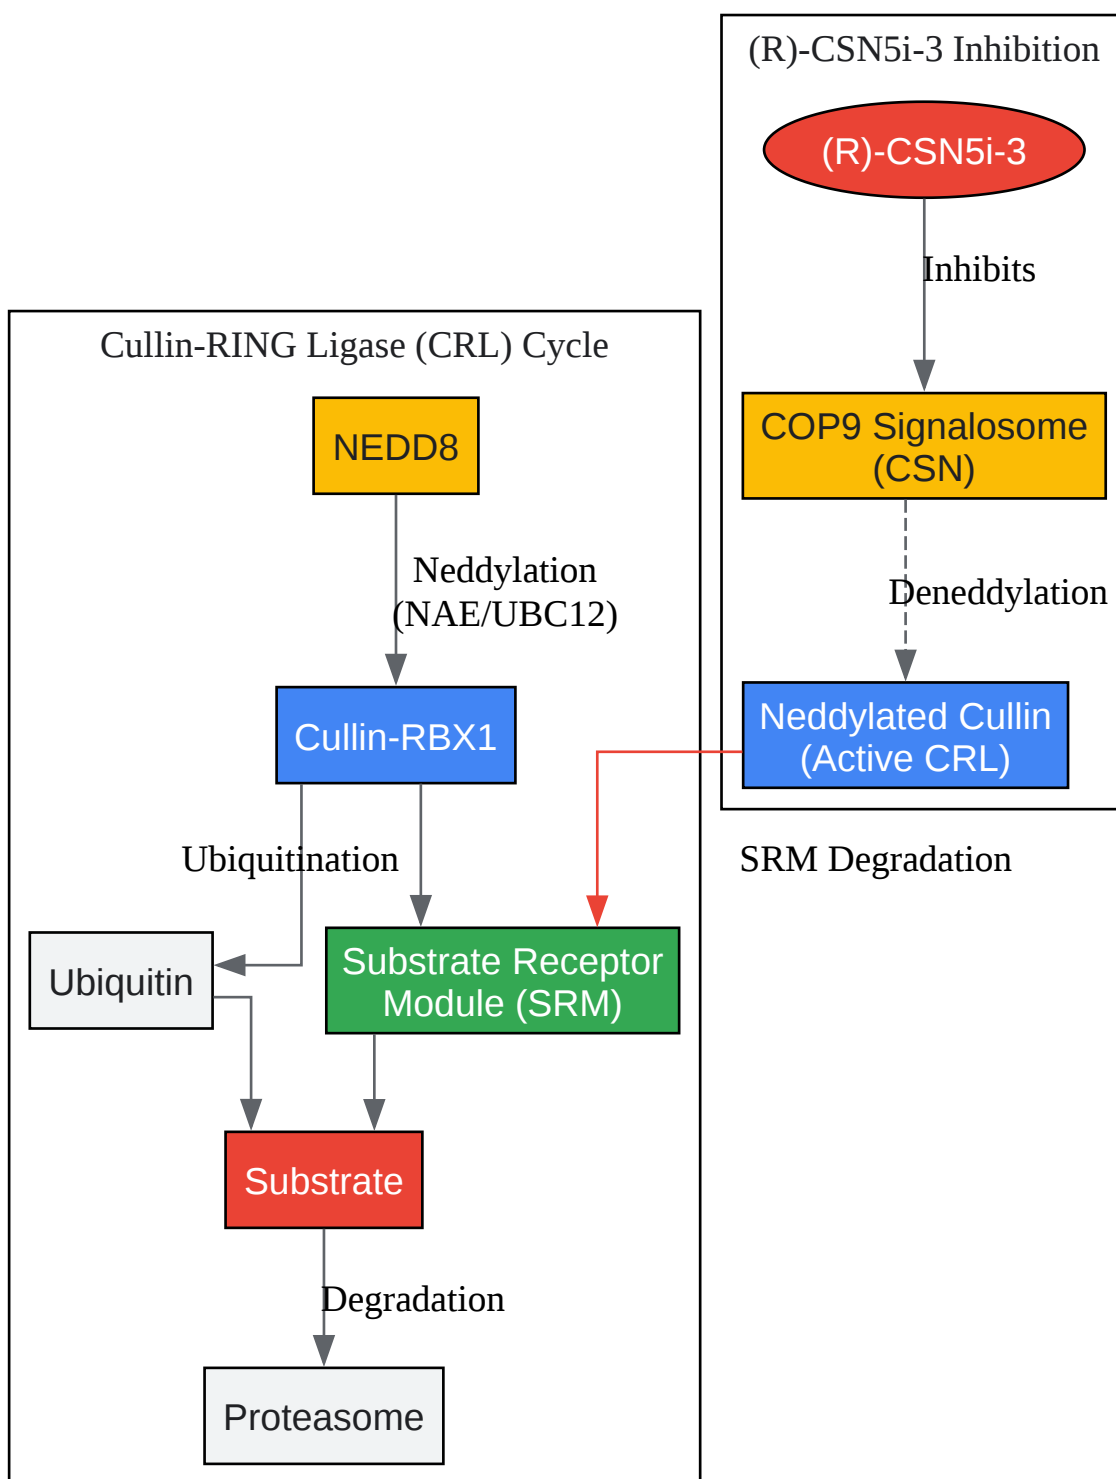 (R)-CSN5i-3 Inhibition
(R)-CSN5i-3
Inhibits
COP9 Signalosome
(CSN)
Deneddylation
Neddylated Cullin
(Active CRL)
SRM Degradation
Cullin-RING Ligase (CRL) Cycle
NEDD8
Neddylation
(NAE/UBC12)
Cullin-RBX1
Ubiquitination
Ubiquitin
Substrate Receptor
Module (SRM)
Substrate
Degradation
Proteasome